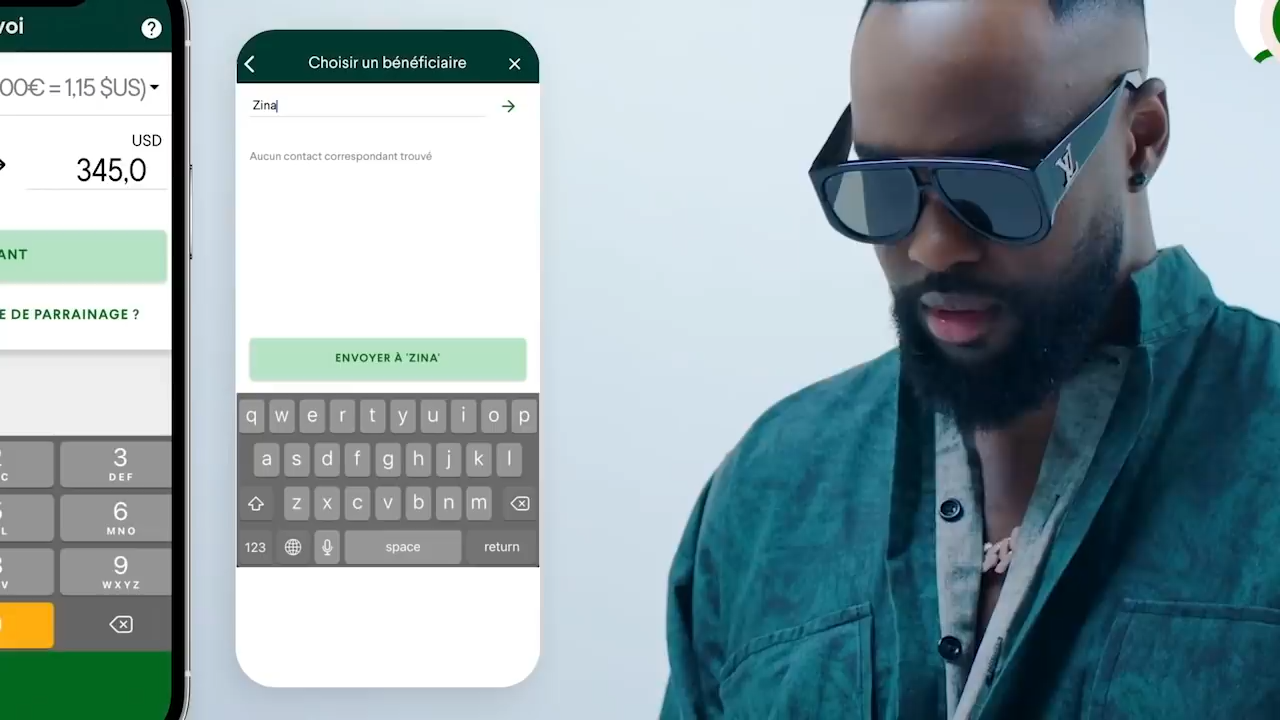 voi
?
00€ = 1,15 $US)
USD
345,0
ANT
E DE PARRAINAGE ?
3
DEF
6
MNO
9
WXYZ
Choisir un bénéficiaire
Zina
Aucun contact correspondant trouvé
ENVOYER À 'ZINA'
q w e r t y u i o p
a s d f g h j k l
z x c v b n m
123 space return
LV